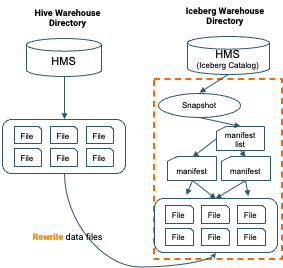 Hive Warehouse
Directory
HMS
File File File
File File File
Rewrite data files
Iceberg Warehouse
Directory
HMS
(Iceberg Catalog)
Snapshot
manifest
list
manifest manifest
File File File
File File File